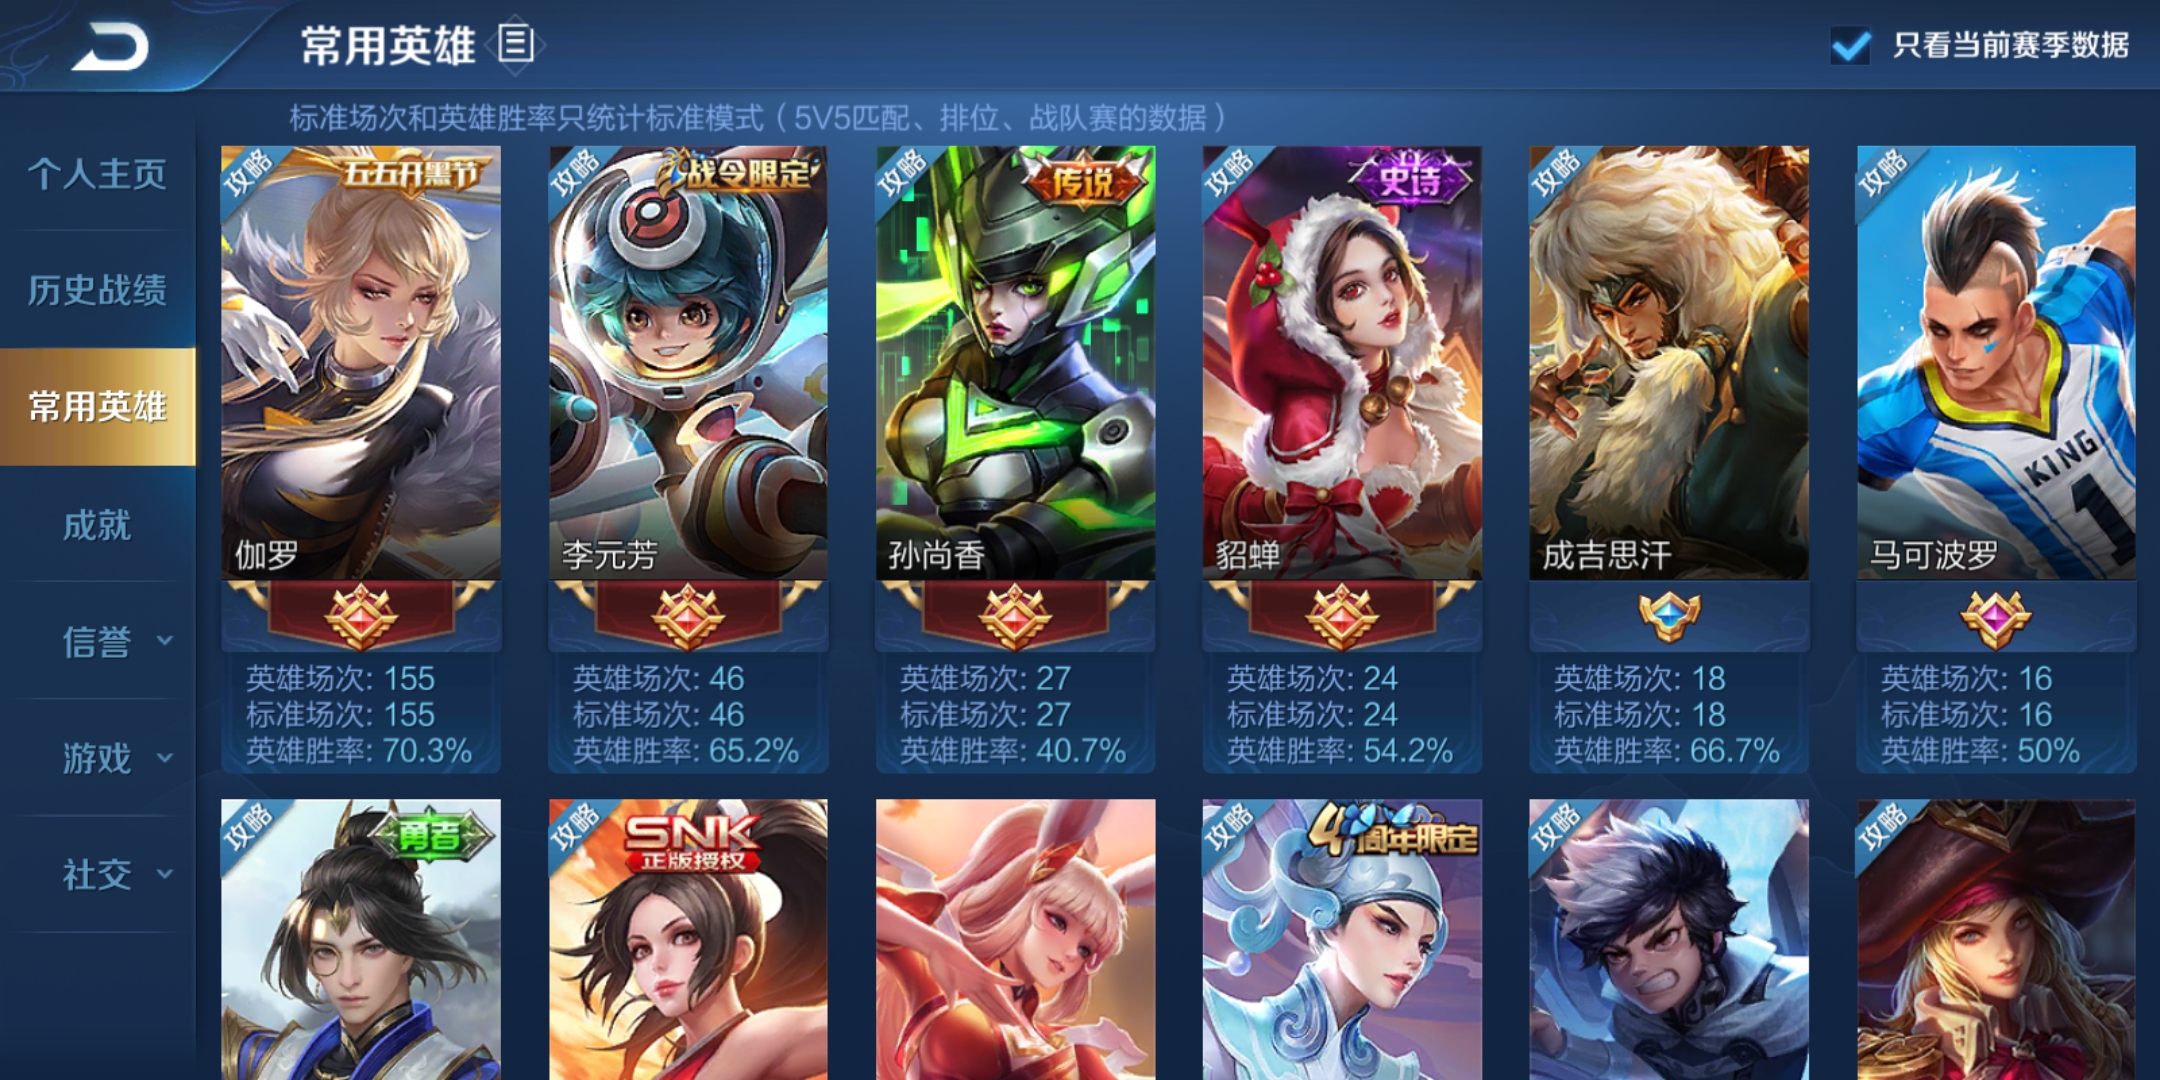 常用英雄
只看当前赛季数据
标准场次和英雄胜率只统计标准模式（5V5匹配、排位、战队赛的数据）
个人主页
历史战绩
常用英雄
成就
信誉
游戏
社交
攻略
五五开黑节
伽罗
英雄场次: 155
标准场次: 155
英雄胜率: 70.3%
攻略
战令限定
李元芳
英雄场次: 46
标准场次: 46
英雄胜率: 65.2%
攻略
传说
孙尚香
英雄场次: 27
标准场次: 27
英雄胜率: 40.7%
攻略
史诗
貂蝉
英雄场次: 24
标准场次: 24
英雄胜率: 54.2%
攻略
成吉思汗
英雄场次: 18
标准场次: 18
英雄胜率: 66.7%
攻略
KING
1
马可波罗
英雄场次: 16
标准场次: 16
英雄胜率: 50%
攻略
勇者
攻略
SNK
正版授权
攻略
4周年限定
攻略
攻略